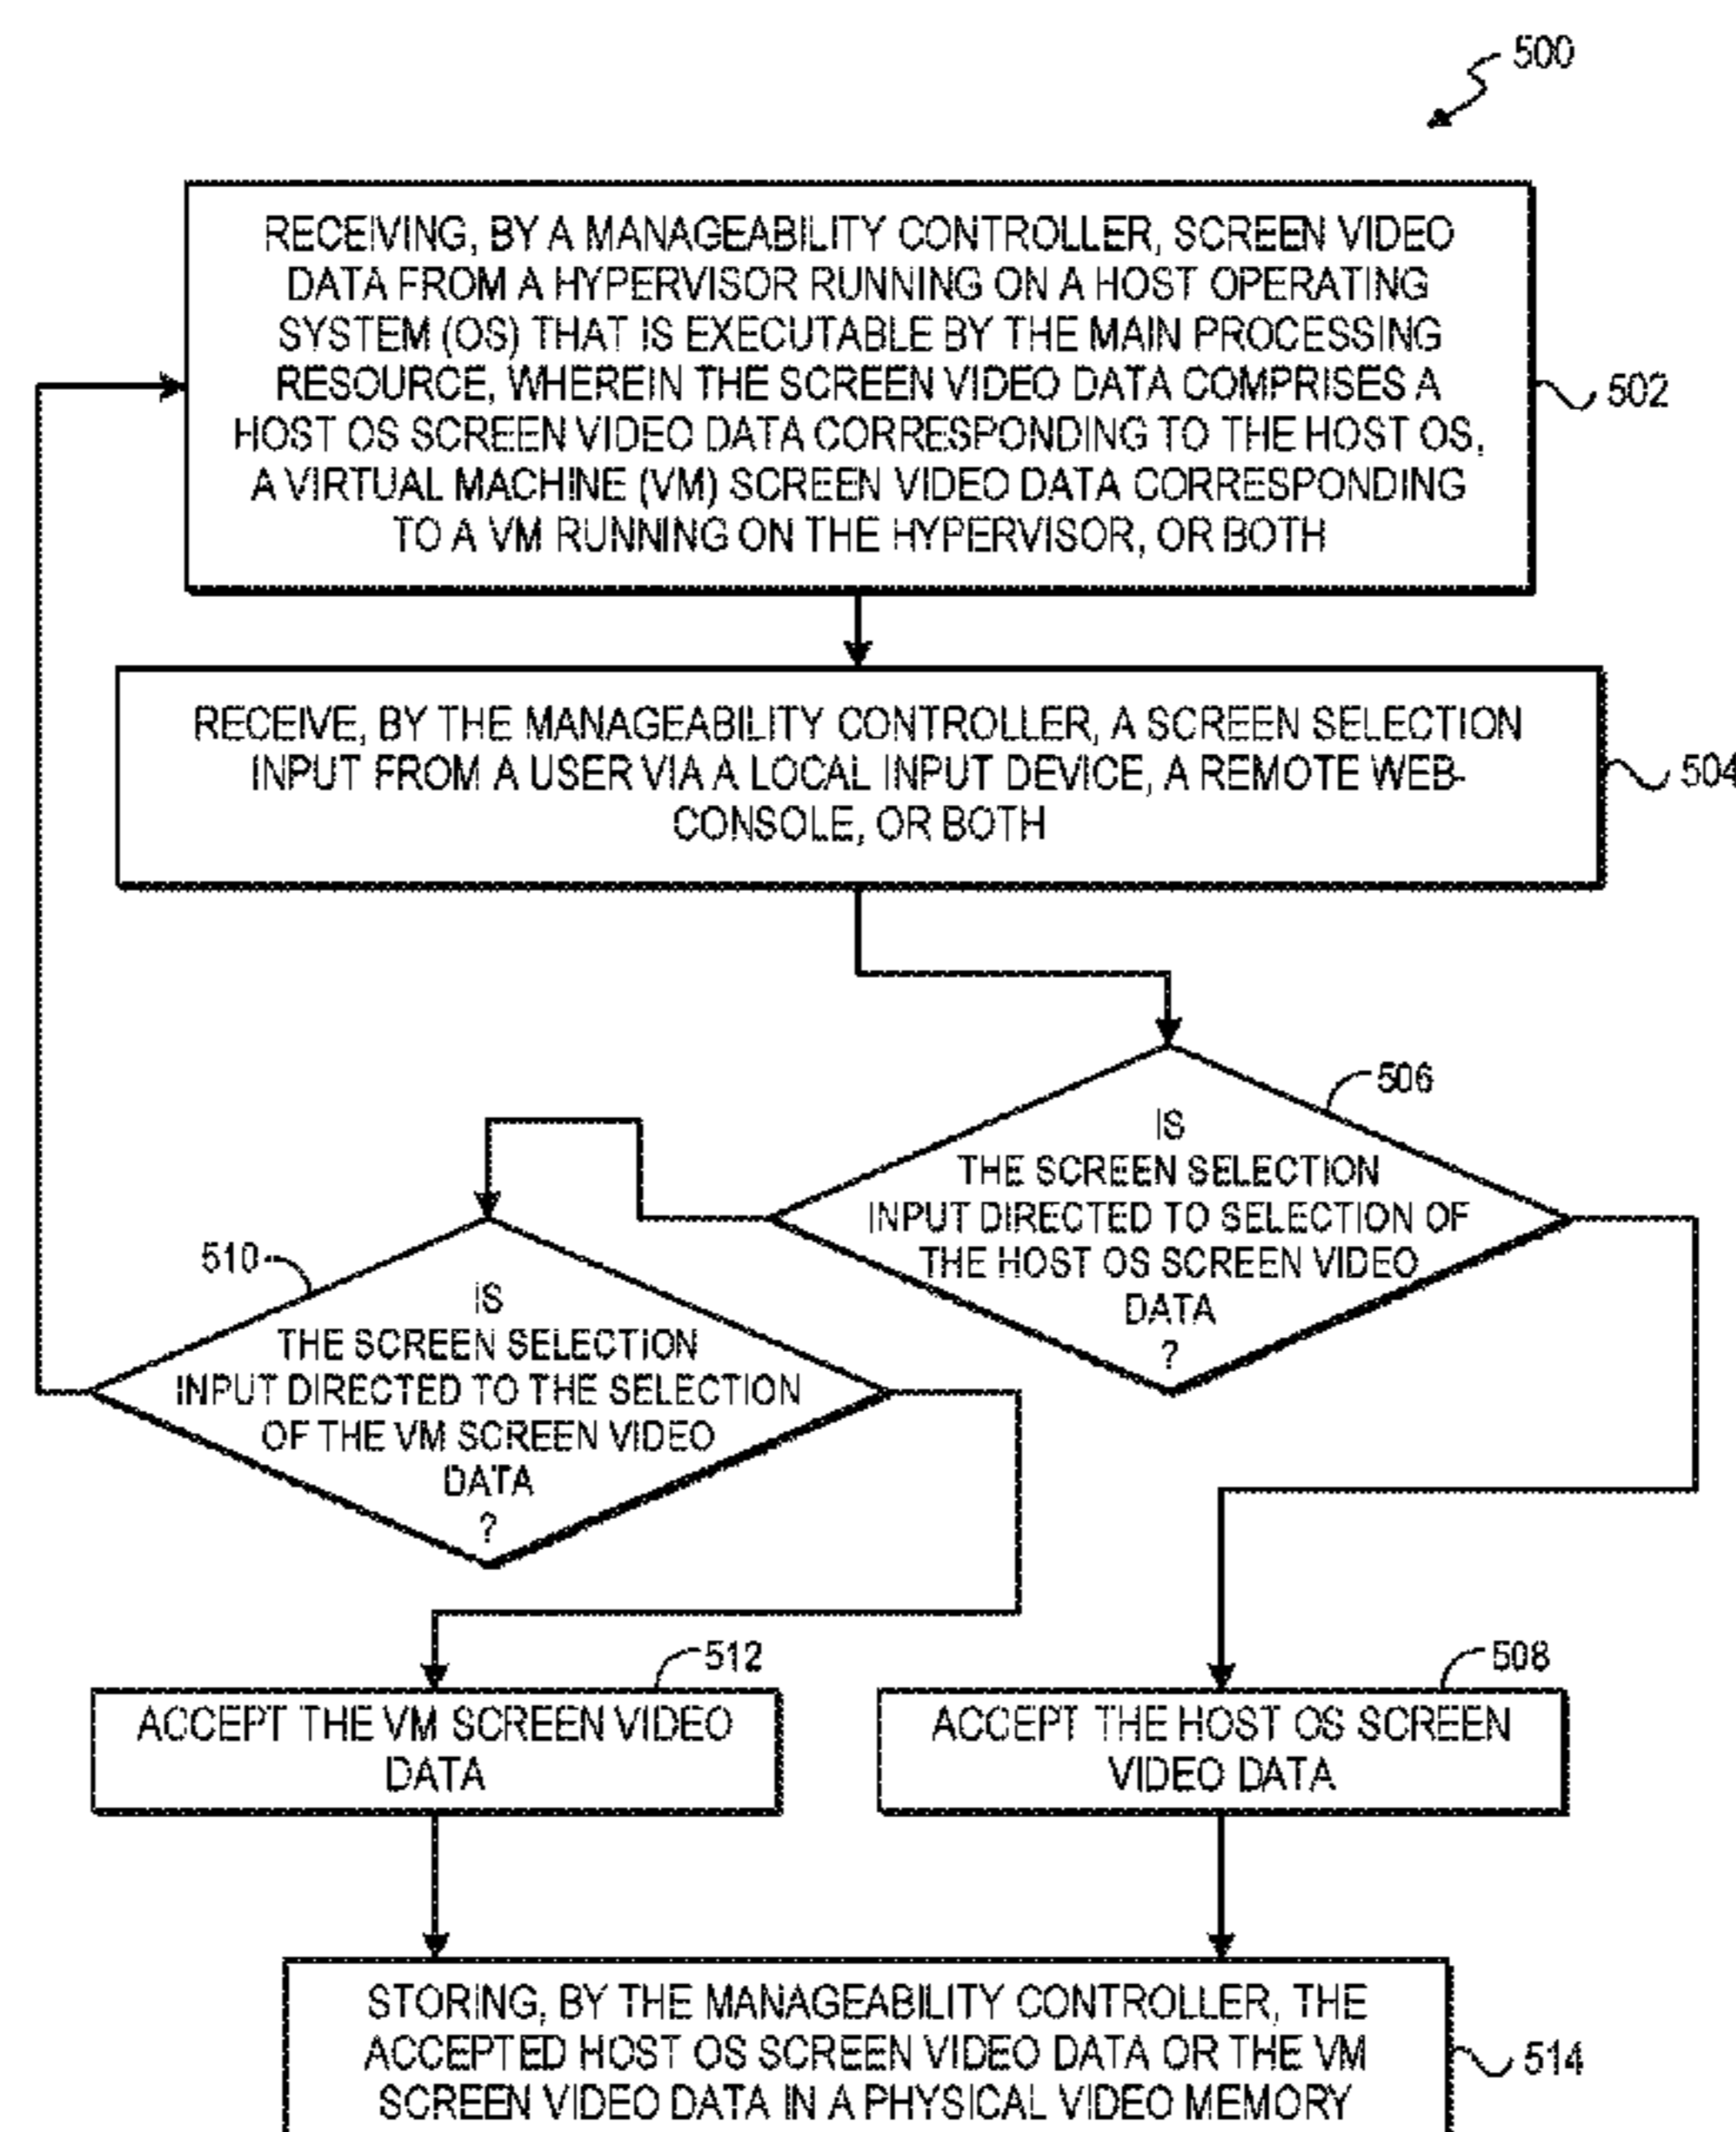 500
RECEIVING, BY A MANAGEABILITY CONTROLLER, SCREEN VIDEO
DATA FROM A HYPERVISOR RUNNING ON A HOST OPERATING
SYSTEM (OS) THAT IS EXECUTABLE BY THE MAIN PROCESSING
RESOURCE, WHEREIN THE SCREEN VIDEO DATA COMPRISES A
HOST OS SCREEN VIDEO DATA CORRESPONDING TO THE HOST OS,
A VIRTUAL MACHINE (VM) SCREEN VIDEO DATA CORRESPONDING
TO A VM RUNNING ON THE HYPERVISOR, OR BOTH
502
RECEIVE, BY THE MANAGEABILITY CONTROLLER, A SCREEN SELECTION
INPUT FROM A USER VIA A LOCAL INPUT DEVICE, A REMOTE WEB-
CONSOLE, OR BOTH
504
506
IS
THE SCREEN SELECTION
INPUT DIRECTED TO SELECTION OF
THE HOST OS SCREEN VIDEO
DATA
?
510
IS
THE SCREEN SELECTION
INPUT DIRECTED TO THE SELECTION
OF THE VM SCREEN VIDEO
DATA
?
512
ACCEPT THE VM SCREEN VIDEO
DATA
508
ACCEPT THE HOST OS SCREEN
VIDEO DATA
STORING, BY THE MANAGEABILITY CONTROLLER, THE
ACCEPTED HOST OS SCREEN VIDEO DATA OR THE VM
SCREEN VIDEO DATA IN A PHYSICAL VIDEO MEMORY
514